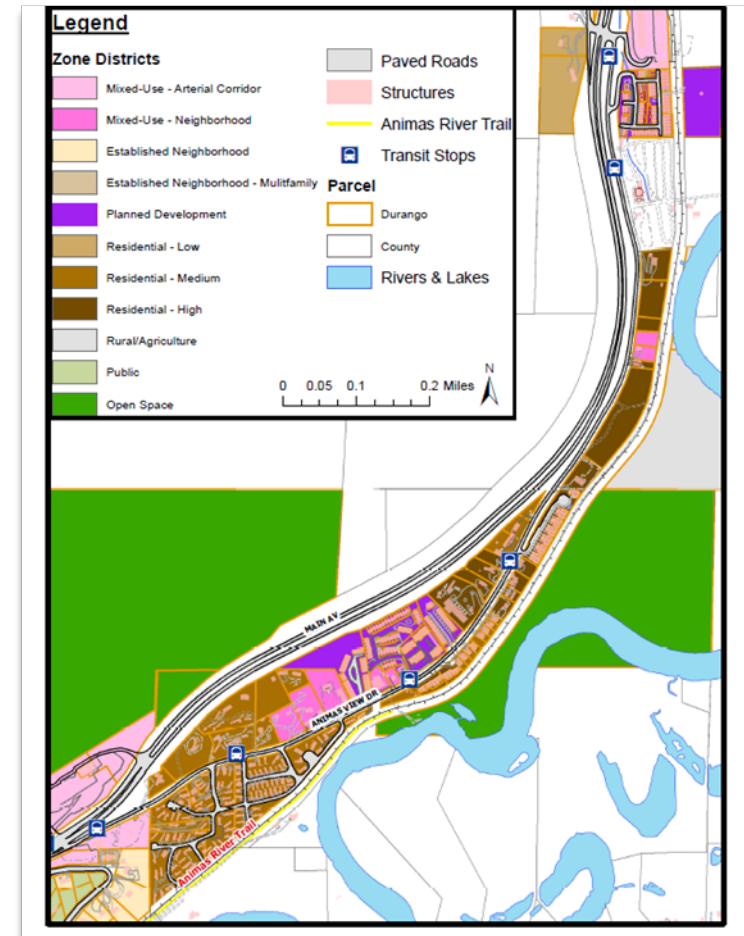 Legend
Zone Districts
Mixed-Use - Arterial Corridor
Mixed-Use - Neighborhood
Established Neighborhood
Established Neighborhood - Mulitfamily
Planned Development
Residential - Low
Residential - Medium
Residential - High
Rural/Agriculture
Public
Open Space
Paved Roads
Structures
Animas River Trail
Transit Stops
Parcel
Durango
County
Rivers & Lakes
0 0.05 0.1 0.2 Miles
N
MAIN AV
ANIMAS VIEW DR
Animas River Trail